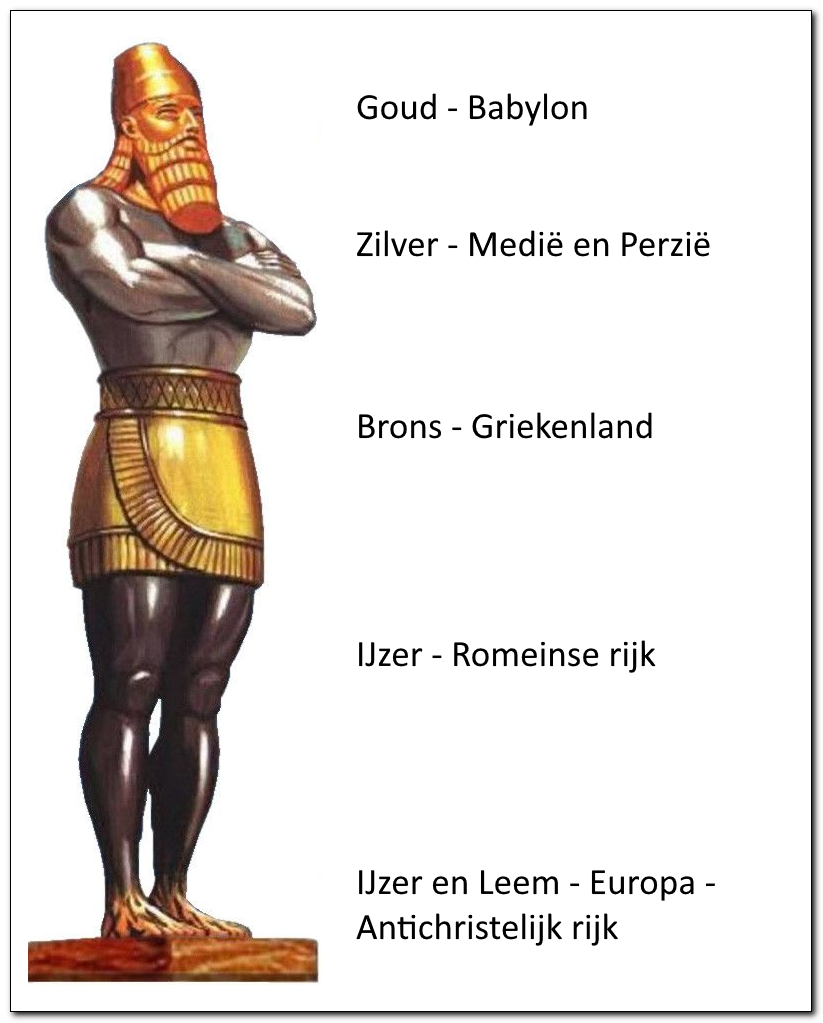 Goud - Babylon
Zilver - Medië en Perzië
Brons - Griekenland
IJzer - Romeinse rijk
IJzer en Leem - Europa -
Antichristelijk rijk